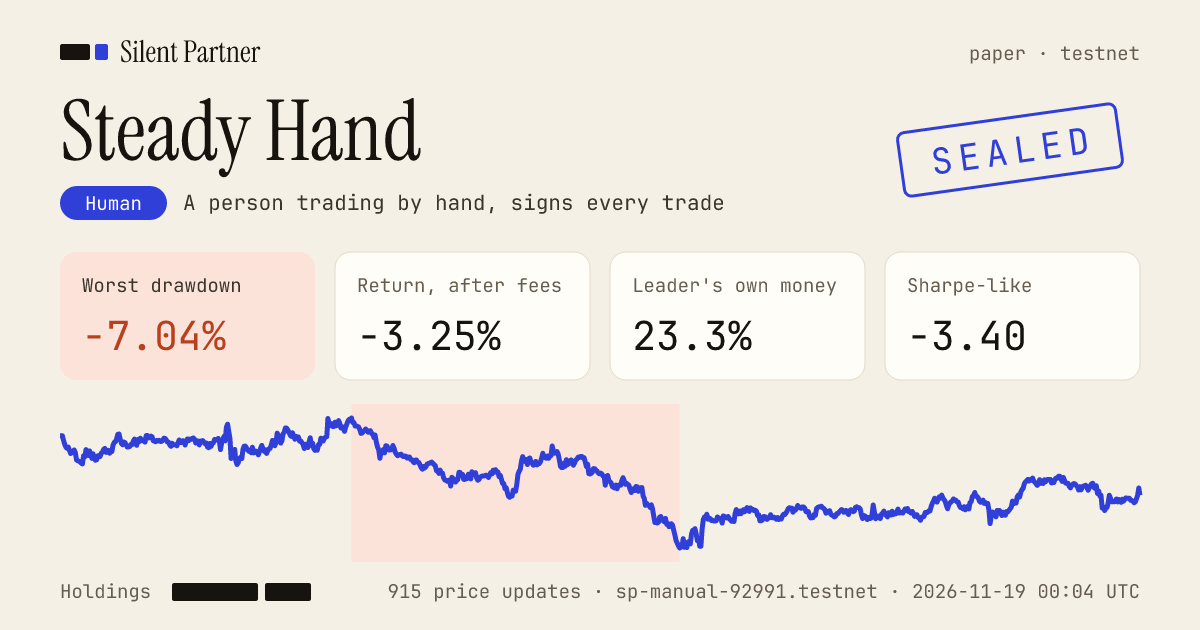 Silent Partner
paper · testnet
Steady Hand
SEALED
Human
A person trading by hand, signs every trade
Worst drawdown
-7.04%
Return, after fees
-3.25%
Leader's own money
23.3%
Sharpe-like
-3.40
Holdings
915 price updates · sp-manual-92991.testnet · 2026-11-19 00:04 UTC